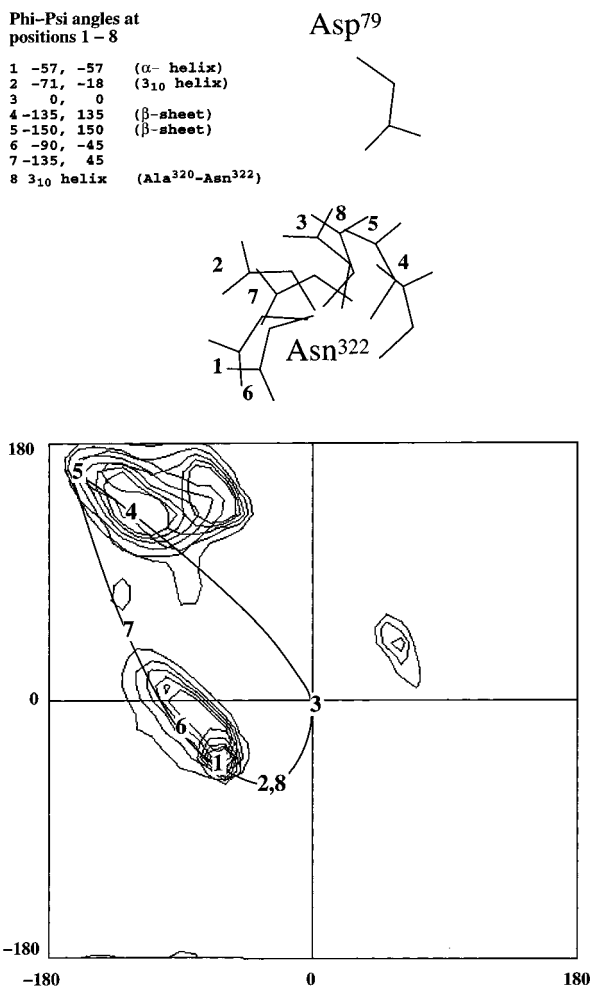 Phi–Psi angles at
positions 1 – 8
1 -57, -57 (α- helix)
2 -71, -18 (3₁₀ helix)
3 0, 0
4 -135, 135 (β-sheet)
5 -150, 150 (β-sheet)
6 -90, -45
7 -135, 45
8 3₁₀ helix (Ala³²⁰-Asn³²²)
Asp⁷⁹
3 8 5
2 4
7
Asn³²²
1
6
180
5
4
7
0
3
6
1
2,8
-180
-180 0 180